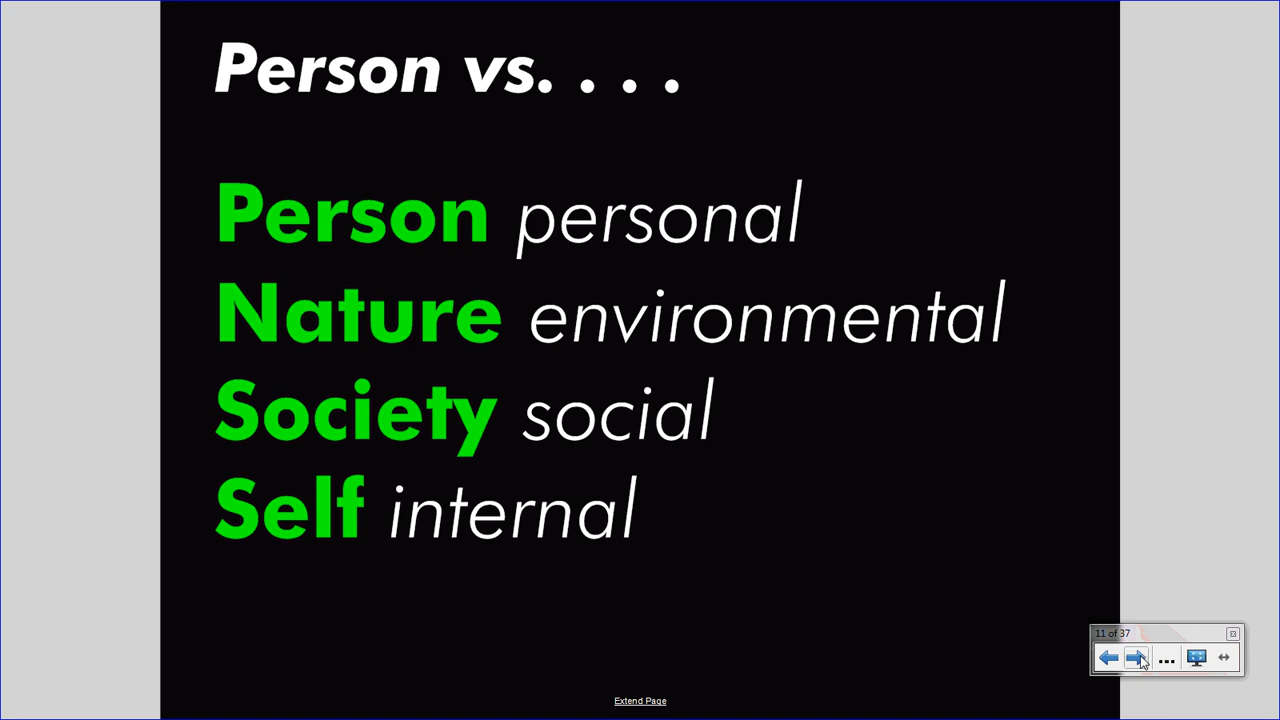 Person vs. . . .
Person personal
Nature environmental
Society social
Self internal
11 of 37
...
Extend Page